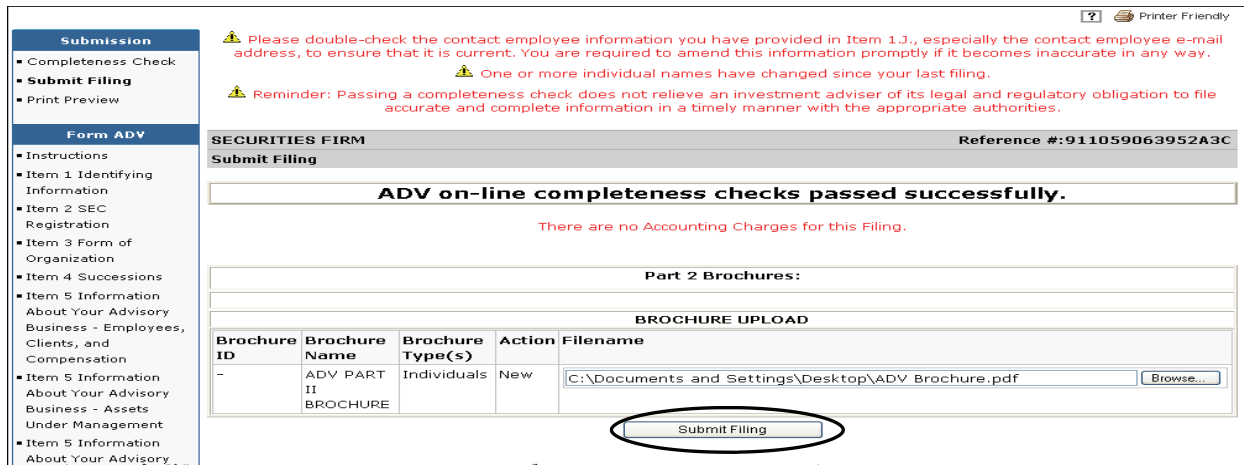 ? Printer Friendly
Submission
Completeness Check
Submit Filing
Print Preview
Form ADV
Instructions
Item 1 Identifying
Information
Item 2 SEC
Registration
Item 3 Form of
Organization
Item 4 Successions
Item 5 Information
About Your Advisory
Business - Employees,
Clients, and
Compensation
Item 5 Information
About Your Advisory
Business - Assets
Under Management
Item 5 Information
About Your Advisory
Please double-check the contact employee information you have provided in Item 1.J., especially the contact employee e-mail
address, to ensure that it is current. You are required to amend this information promptly if it becomes inaccurate in any way.
One or more individual names have changed since your last filing.
Reminder: Passing a completeness check does not relieve an investment adviser of its legal and regulatory obligation to file
accurate and complete information in a timely manner with the appropriate authorities.
SECURITIES FIRM Reference #:911059063952A3C
Submit Filing
ADV on-line completeness checks passed successfully.
There are no Accounting Charges for this Filing.
Part 2 Brochures:
BROCHURE UPLOAD
Brochure Brochure Brochure Action Filename
ID Name Type(s)
- ADV PART Individuals New C:\Documents and Settings\Desktop\ADV Brochure.pdf Browse...
II
BROCHURE
Submit Filing